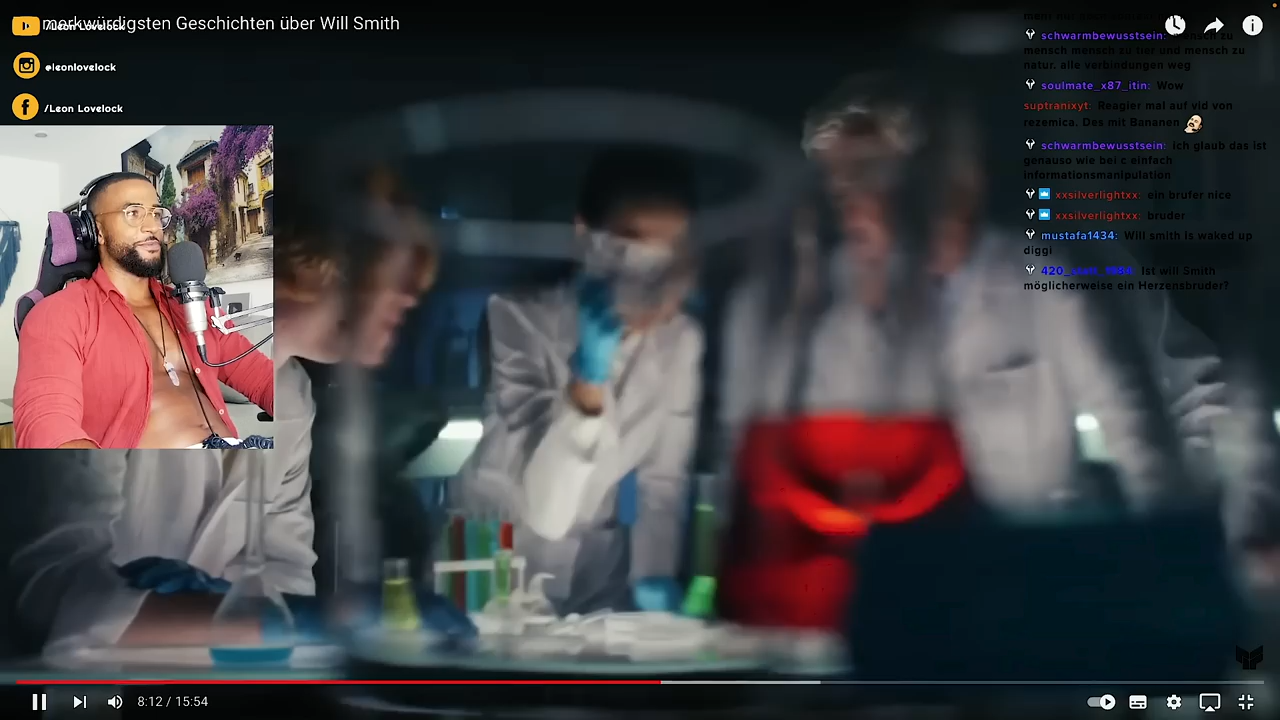 merkwürdigsten Geschichten über Will Smith
/Leon Lovelock
@leonlovelock
/Leon Lovelock
schwarmbewusstsein: mensch zu
mensch mensch zu tier und mensch zu
natur. alle verbindungen weg
soulmate_x87_itin: Wow
suptranixyt: Reagier mal auf vid von
rezemica. Des mit Bananen
schwarmbewusstsein: Ich glaub das ist
genauso wie bei c einfach
informationsmanipulation
xxsilverlightxx: ein brufer nice
xxsilverlightxx: bruder
mustafa1434: Will smith is waked up
diggi
Ist will Smith
möglicherweise ein Herzensbruder?
8:12 / 15:54